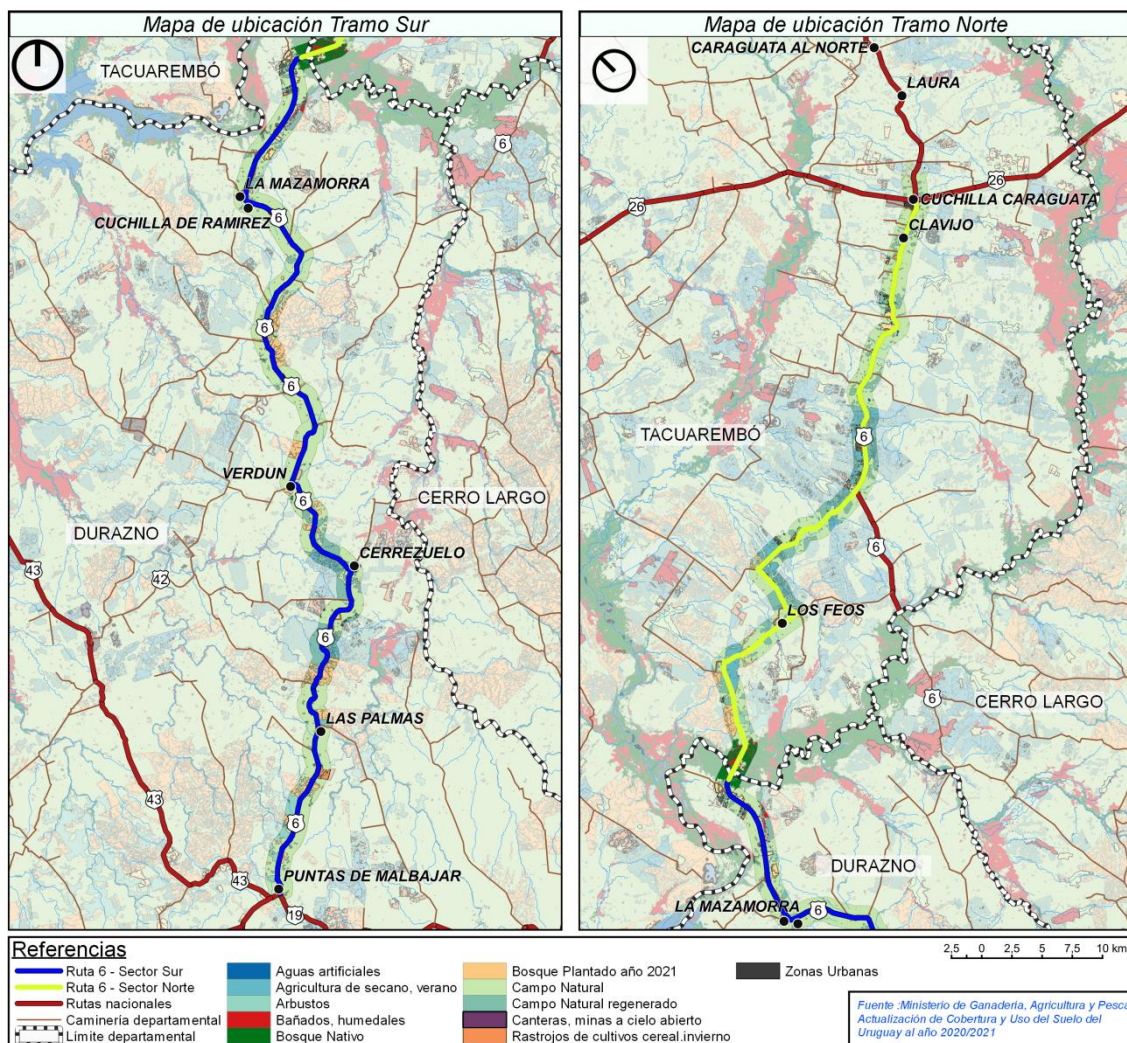 Mapa de ubicación Tramo Sur
TACUAREMBÓ
6
LA MAZAMORRA
CUCHILLA DE RAMIREZ
6
6
6
VERDUN
6
CERRO LARGO
DURAZNO
CERREZUELO
43
42
6
LAS PALMAS
43
6
43
PUNTAS DE MALBAJAR
19
Mapa de ubicación Tramo Norte
CARAGUATA AL NORTE
LAURA
26
CUCHILLA CARAGUATA
26
CLAVIJO
TACUAREMBÓ
6
6
LOS FEOS
CERRO LARGO
6
DURAZNO
LA MAZAMORRA
6
Referencias
Ruta 6 - Sector Sur
Ruta 6 - Sector Norte
Rutas nacionales
Caminería departamental
Límite departamental
Aguas artificiales
Agricultura de secano, verano
Arbustos
Bañados, humedales
Bosque Nativo
Bosque Plantado año 2021
Campo Natural
Campo Natural regenerado
Canteras, minas a cielo abierto
Rastrojos de cultivos cereal.invierno
Zonas Urbanas
2,5 0 2,5 5 7,5 10 km
Fuente :Ministerio de Ganadería, Agricultura y Pesca
Actualización de Cobertura y Uso del Suelo del
Uruguay al año 2020/2021